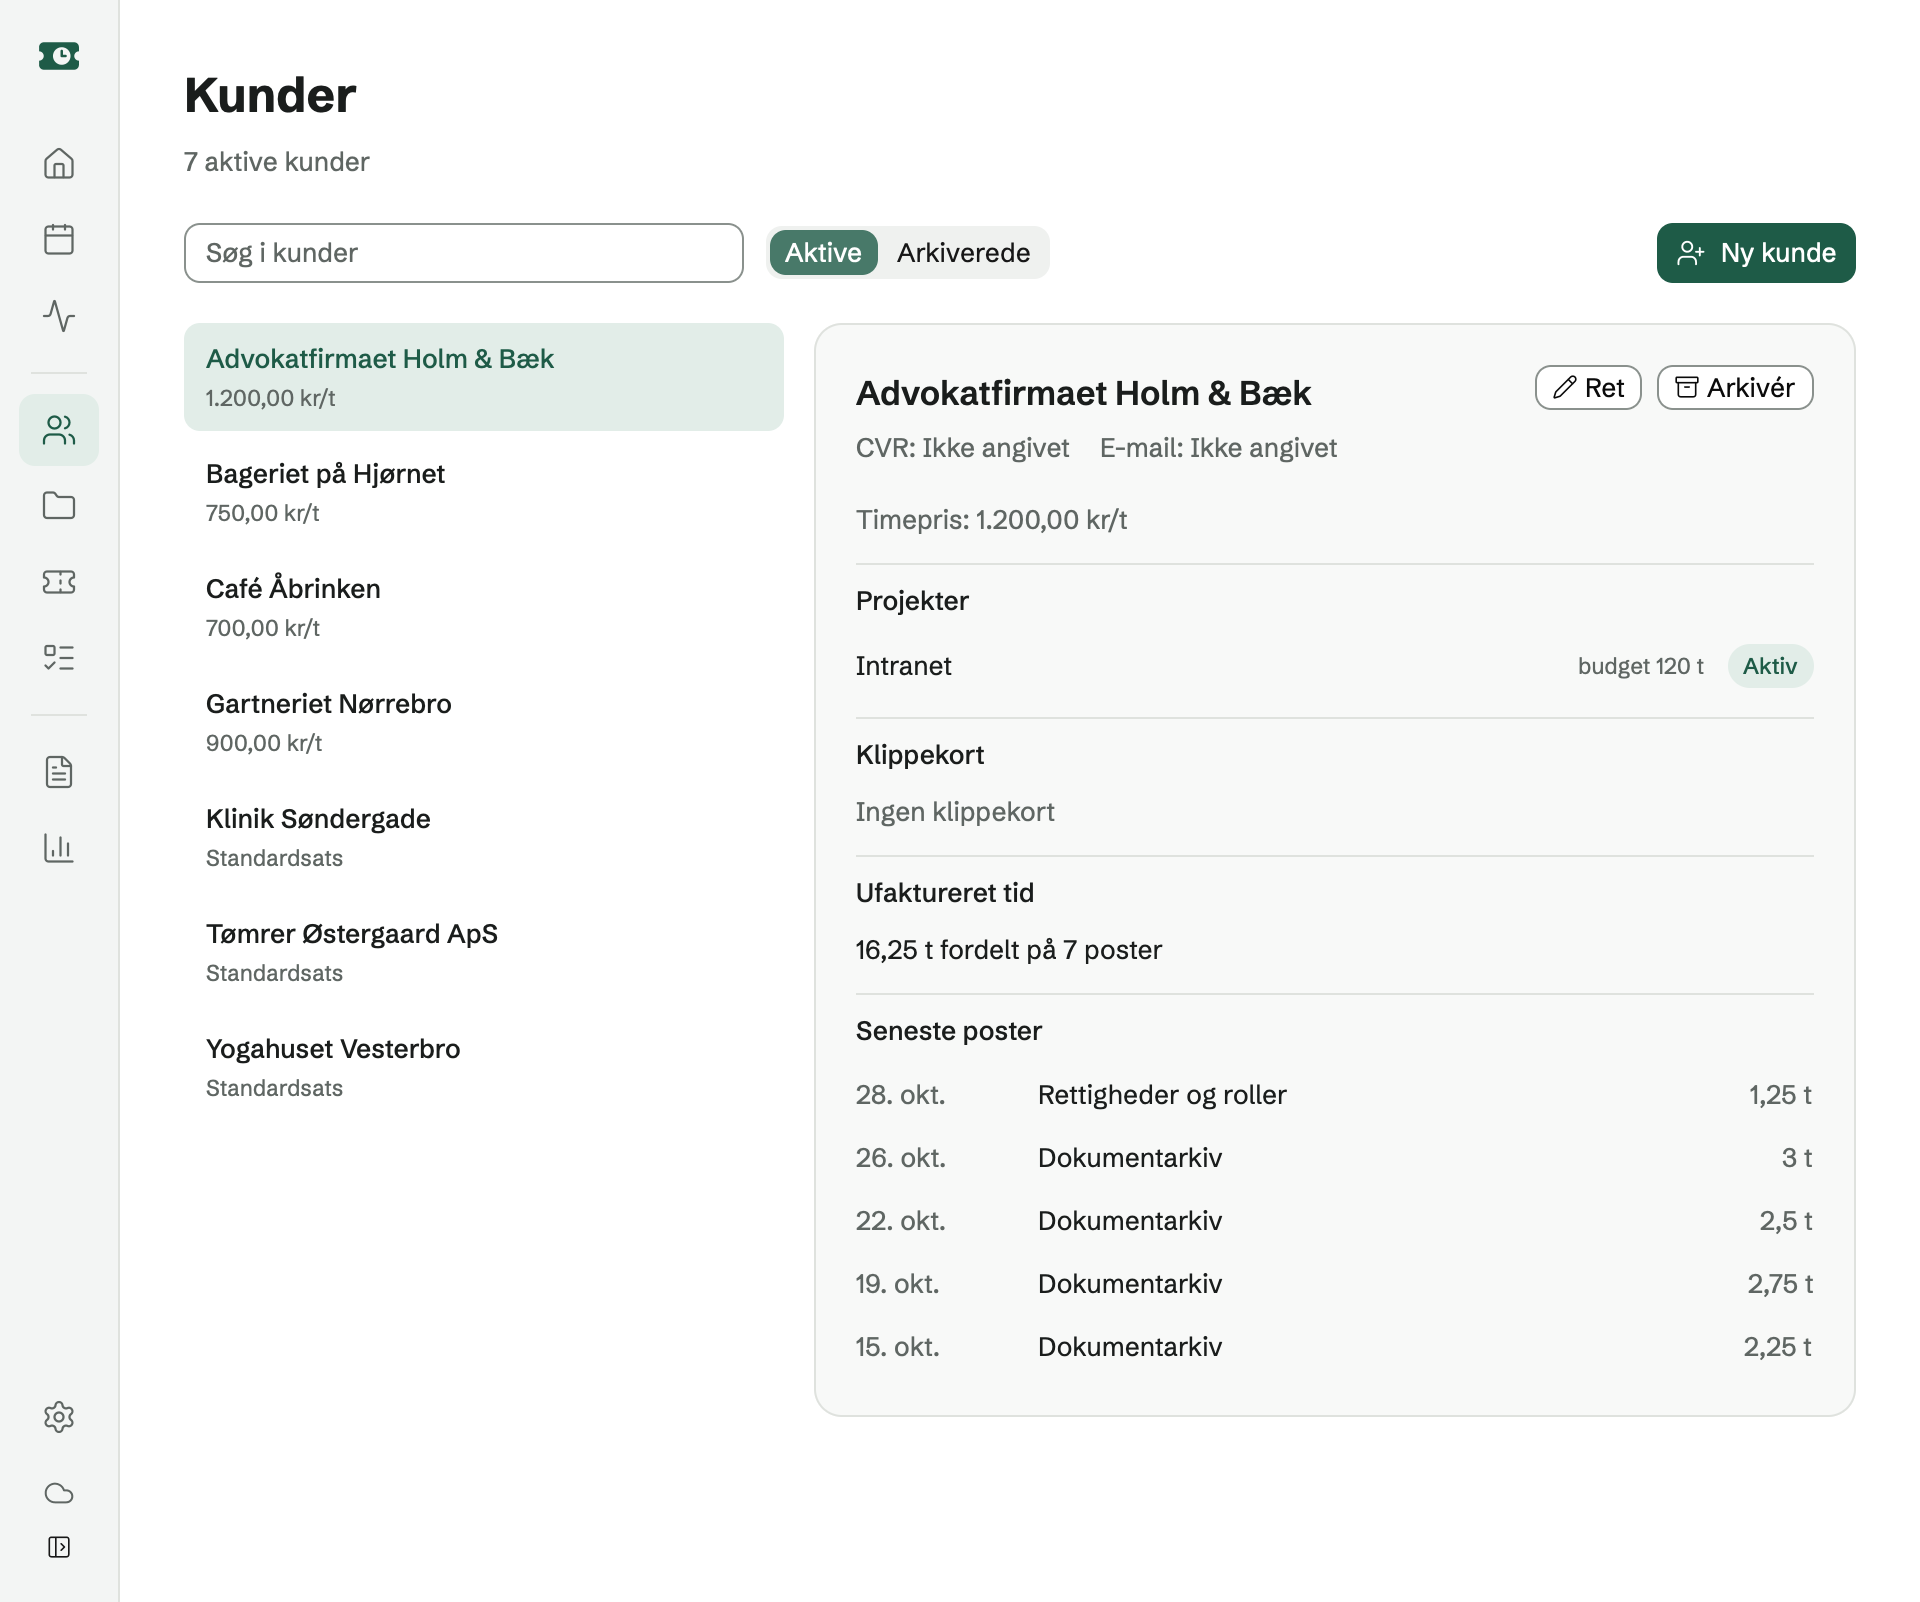 Kunder
7 aktive kunder
Søg i kunder
Aktive
Arkiverede
Ny kunde
Advokatfirmaet Holm & Bæk
1.200,00 kr/t
Bageriet på Hjørnet
750,00 kr/t
Café Åbrinken
700,00 kr/t
Gartneriet Nørrebro
900,00 kr/t
Klinik Søndergade
Standardsats
Tømrer Østergaard ApS
Standardsats
Yogahuset Vesterbro
Standardsats
Advokatfirmaet Holm & Bæk
Ret
Arkivér
CVR: Ikke angivet E-mail: Ikke angivet
Timepris: 1.200,00 kr/t
Projekter
Intranet budget 120 t Aktiv
Klippekort
Ingen klippekort
Ufaktureret tid
16,25 t fordelt på 7 poster
Seneste poster
28. okt. Rettigheder og roller 1,25 t
26. okt. Dokumentarkiv 3 t
22. okt. Dokumentarkiv 2,5 t
19. okt. Dokumentarkiv 2,75 t
15. okt. Dokumentarkiv 2,25 t